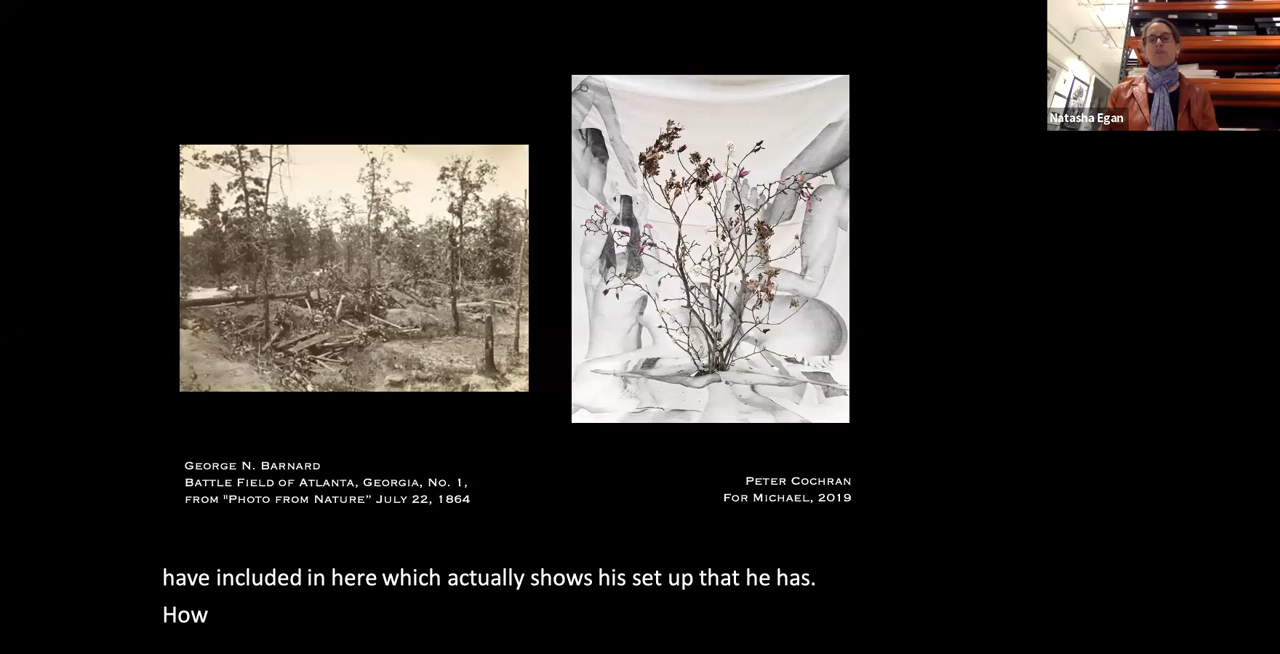 Natasha Egan
George N. Barnard
Battle Field of Atlanta, Georgia, No. 1,
from "Photo from Nature” July 22, 1864
Peter Cochran
For Michael, 2019
have included in here which actually shows his set up that he has.
How